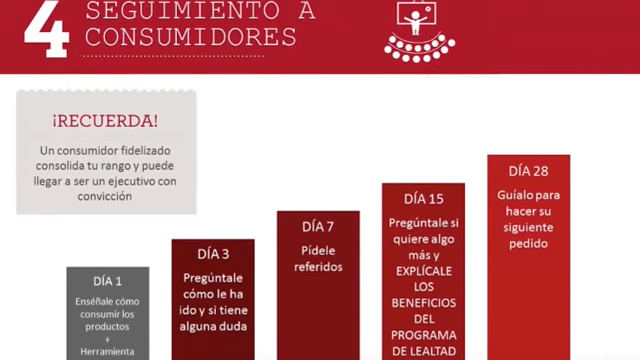 4
SEGUIMIENTO A
CONSUMIDORES
¡RECUERDA!
Un consumidor fidelizado
consolida tu rango y puede
llegar a ser un ejecutivo con
convicción
DÍA 1
Enséñale cómo
consumir los
productos
+
Herramienta
DÍA 3
Pregúntale
cómo le ha
ido y si tiene
alguna duda
DÍA 7
Pídele
referidos
DÍA 15
Pregúntale si
quiere algo
más y
EXPLÍCALE
LOS
BENEFICIOS
DEL
PROGRAMA
DE LEALTAD
DÍA 28
Guíalo para
hacer su
siguiente
pedido